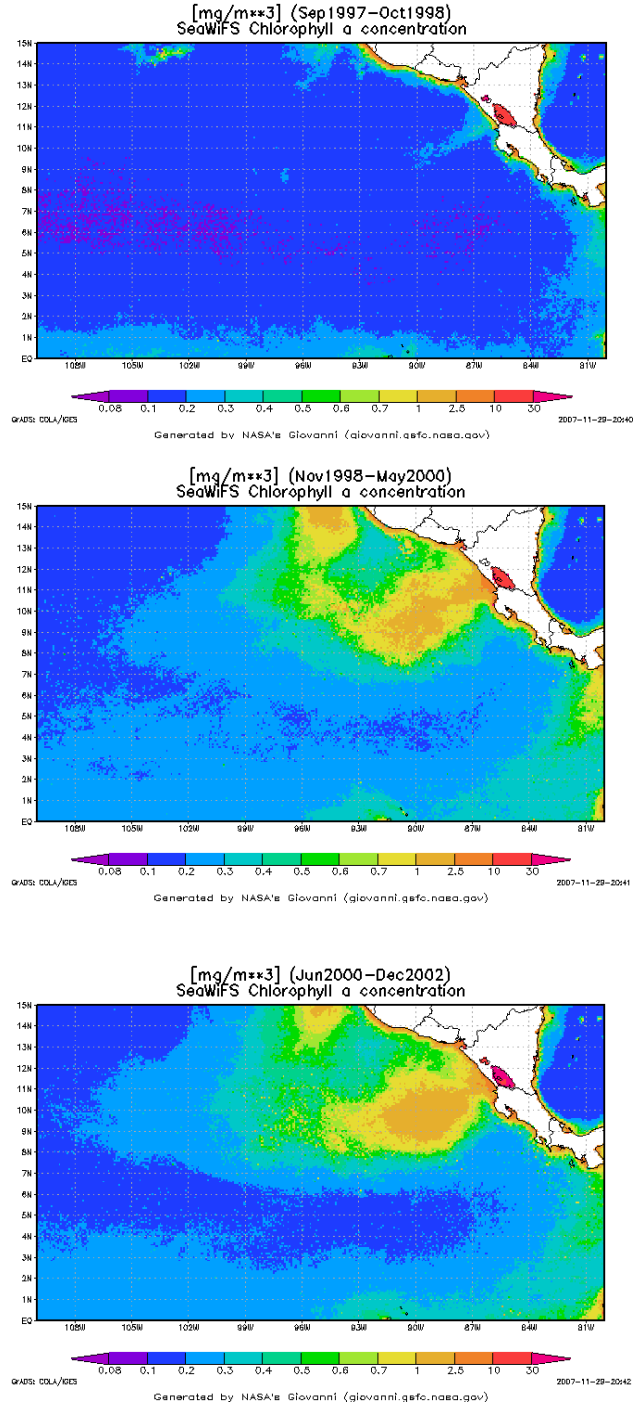 [mg/m**3] (Sep1997-Oct1998)
SeaWiFS Chlorophyll a concentration
15N
14N
13N
12N
11N
10N
9N
8N
7N
6N
5N
4N
3N
2N
1N
EQ
108W 105W 102W 99W 96W 93W 90W 87W 84W 81W
0.08 0.1 0.2 0.3 0.4 0.5 0.6 0.7 1 2.5 10 30
GrADS: COLA/IGES 2007-11-29-20:40
Generated by NASA's Giovanni (giovanni.gsfc.nasa.gov)
[mg/m**3] (Nov1998-May2000)
SeaWiFS Chlorophyll a concentration
15N
14N
13N
12N
11N
10N
9N
8N
7N
6N
5N
4N
3N
2N
1N
EQ
108W 105W 102W 99W 96W 93W 90W 87W 84W 81W
0.08 0.1 0.2 0.3 0.4 0.5 0.6 0.7 1 2.5 10 30
GrADS: COLA/IGES 2007-11-29-20:41
Generated by NASA's Giovanni (giovanni.gsfc.nasa.gov)
[mg/m**3] (Jun2000-Dec2002)
SeaWiFS Chlorophyll a concentration
15N
14N
13N
12N
11N
10N
9N
8N
7N
6N
5N
4N
3N
2N
1N
EQ
108W 105W 102W 99W 96W 93W 90W 87W 84W 81W
0.08 0.1 0.2 0.3 0.4 0.5 0.6 0.7 1 2.5 10 30
GrADS: COLA/IGES 2007-11-29-20:42
Generated by NASA's Giovanni (giovanni.gsfc.nasa.gov)